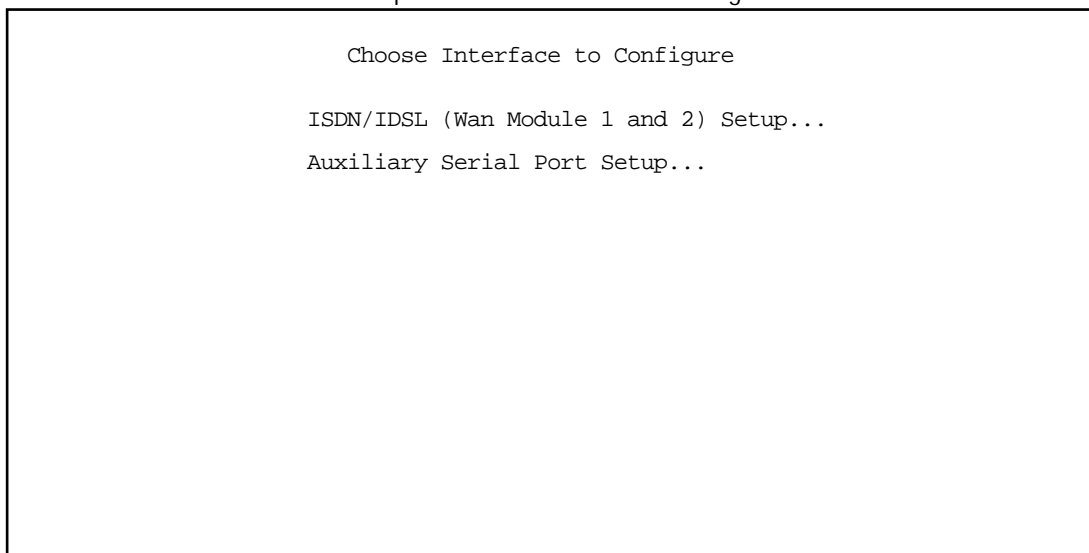 Choose Interface to Configure
ISDN/IDSL (Wan Module 1 and 2) Setup...
Auxiliary Serial Port Setup...